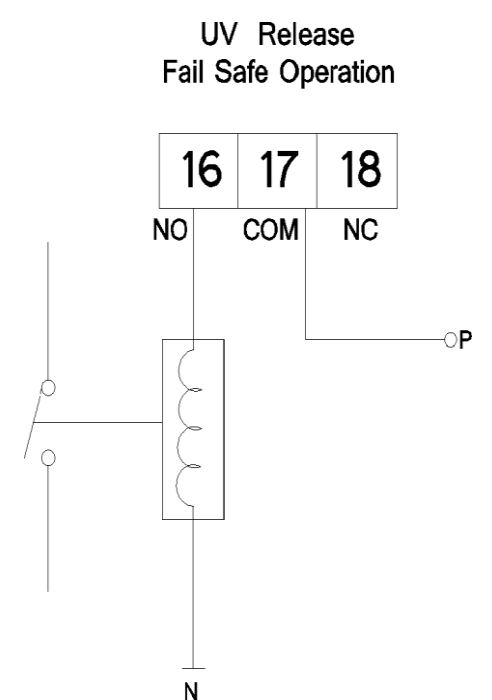 UV Release
Fail Safe Operation
16 17 18
NO COM NC
P
N